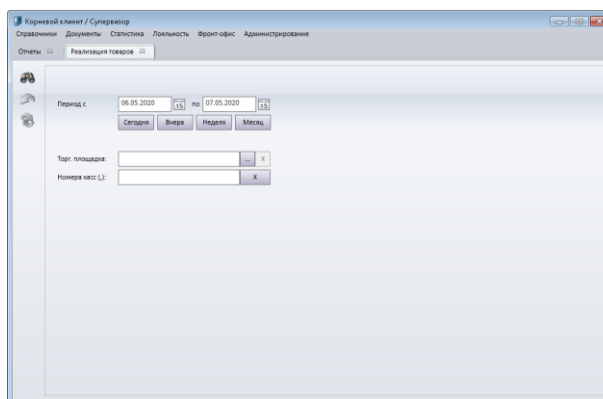 Корневой клиент / Супервизор
Справочники Документы Статистика Лояльность Фронт-офис Администрирование
Отчеты Реализация товаров
Период с 06.05.2020 15 по 07.05.2020 15
Сегодня Вчера Неделя Месяц
Торг. площадка: ... X
Номера касс (,): X